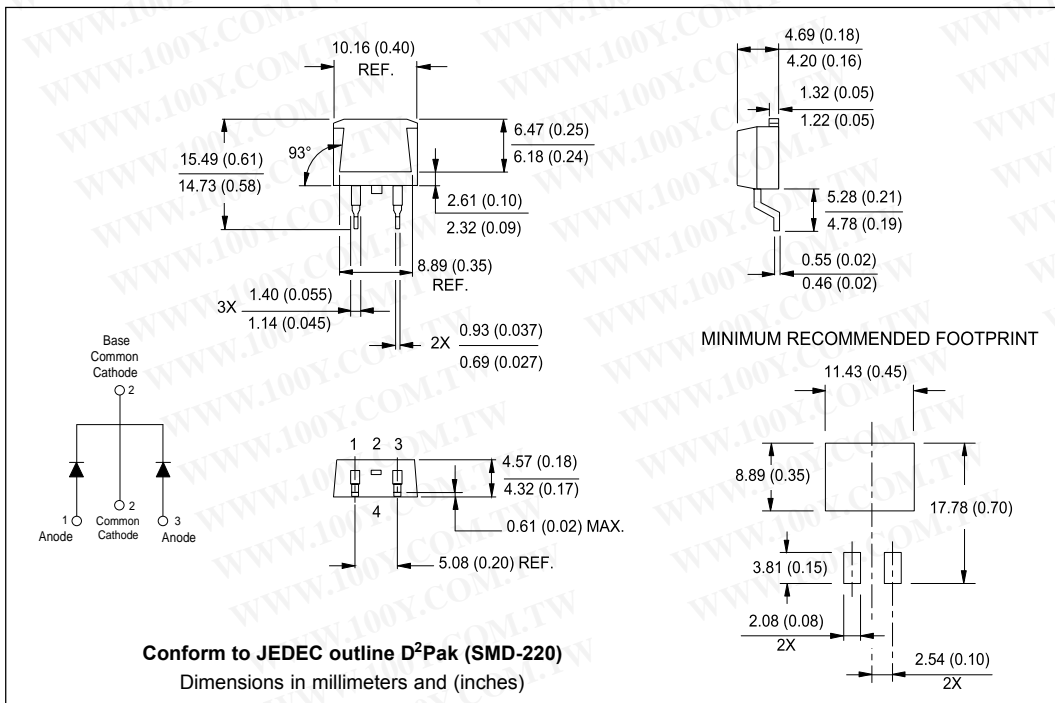 10.16 (0.40)
REF.
15.49 (0.61)
14.73 (0.58)
93°
6.47 (0.25)
6.18 (0.24)
2.61 (0.10)
2.32 (0.09)
8.89 (0.35)
REF.
3X
1.40 (0.055)
1.14 (0.045)
2X
0.93 (0.037)
0.69 (0.027)
4.69 (0.18)
4.20 (0.16)
1.32 (0.05)
1.22 (0.05)
5.28 (0.21)
4.78 (0.19)
0.55 (0.02)
0.46 (0.02)
Base
Common
Cathode
2
2
1
Anode
Common
Cathode
3
Anode
1 2 3
4
4.57 (0.18)
4.32 (0.17)
0.61 (0.02) MAX.
5.08 (0.20) REF.
MINIMUM RECOMMENDED FOOTPRINT
11.43 (0.45)
8.89 (0.35)
17.78 (0.70)
3.81 (0.15)
2.08 (0.08)
2X
2.54 (0.10)
2X
Conform to JEDEC outline D²Pak (SMD-220)
Dimensions in millimeters and (inches)
WWW.100Y.COM.TW